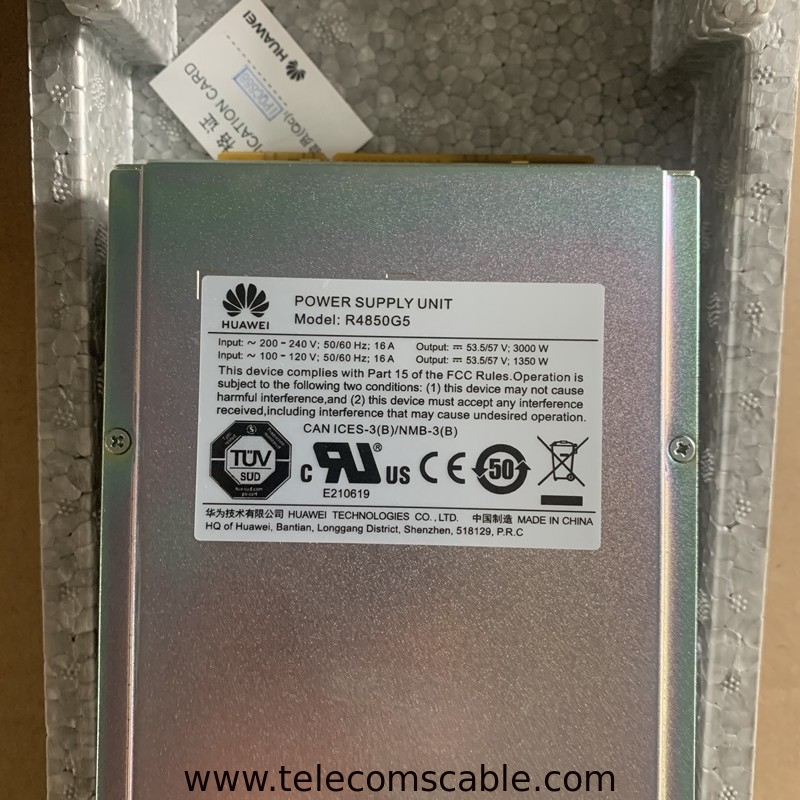 HUAWEI
格 证
ICATION CARD
HUAWEI
POWER SUPPLY UNIT
Model: R4850G5
Input: ~ 200 - 240 V; 50/60 Hz; 16 A Output: ⎓ 53.5/57 V; 3000 W
Input: ~ 100 - 120 V; 50/60 Hz; 16 A Output: ⎓ 53.5/57 V; 1350 W
This device complies with Part 15 of the FCC Rules.Operation is
subject to the following two conditions: (1) this device may not cause
harmful interference,and (2) this device must accept any interference
received,including interference that may cause undesired operation.
CAN ICES-3(B)/NMB-3(B)
TÜV
SUD
C RU ® US CE 50
E210619
华为技术有限公司 HUAWEI TECHNOLOGIES CO., LTD. 中国制造 MADE IN CHINA
HQ of Huawei, Bantian, Longgang District, Shenzhen, 518129, P.R.C
www.telecomscable.com